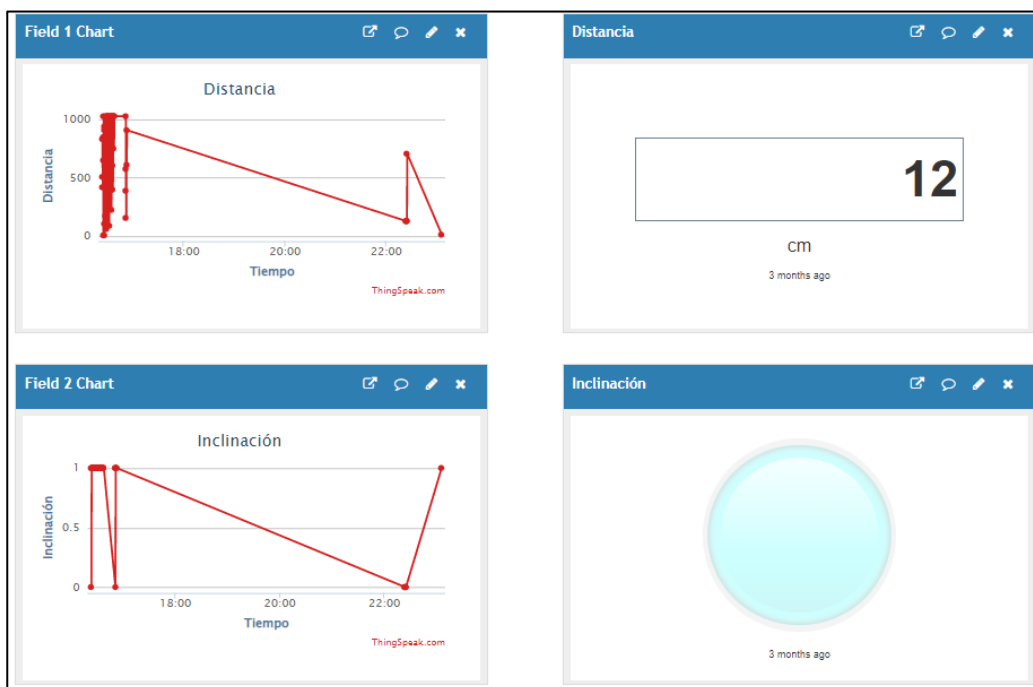 Field 1 Chart
Distancia
1000
500
0
Distancia
18:00
20:00
22:00
Tiempo
ThingSpeak.com
Distancia
12
cm
3 months ago
Field 2 Chart
Inclinación
1
0.5
0
Inclinación
18:00
20:00
22:00
Tiempo
ThingSpeak.com
Inclinación
3 months ago